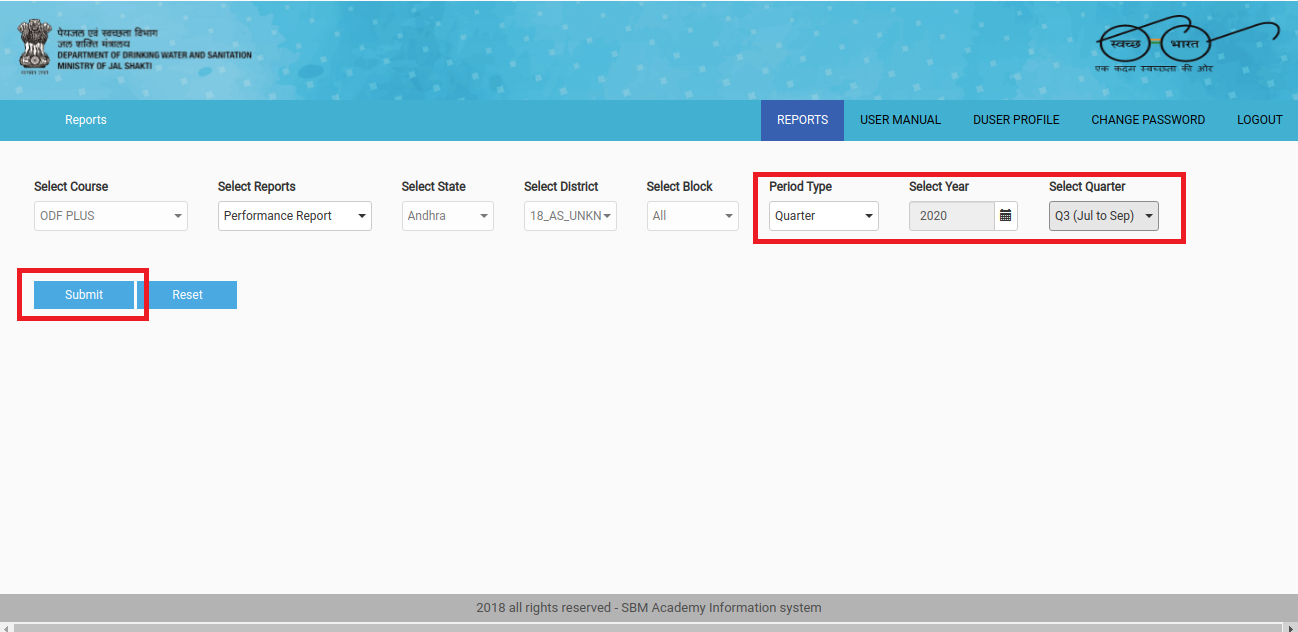 पेयजल एवं स्वच्छता विभाग
जल शक्ति मंत्रालय
DEPARTMENT OF DRINKING WATER AND SANITATION
MINISTRY OF JAL SHAKTI
स्वच्छ भारत
एक कदम स्वच्छता की ओर
Reports
REPORTS USER MANUAL DUSER PROFILE CHANGE PASSWORD LOGOUT
Select Course Select Reports Select State Select District Select Block Period Type Select Year Select Quarter
ODF PLUS Performance Report Andhra 18_AS_UNKN All Quarter 2020 Q3 (Jul to Sep)
Submit Reset
2018 all rights reserved - SBM Academy Information system